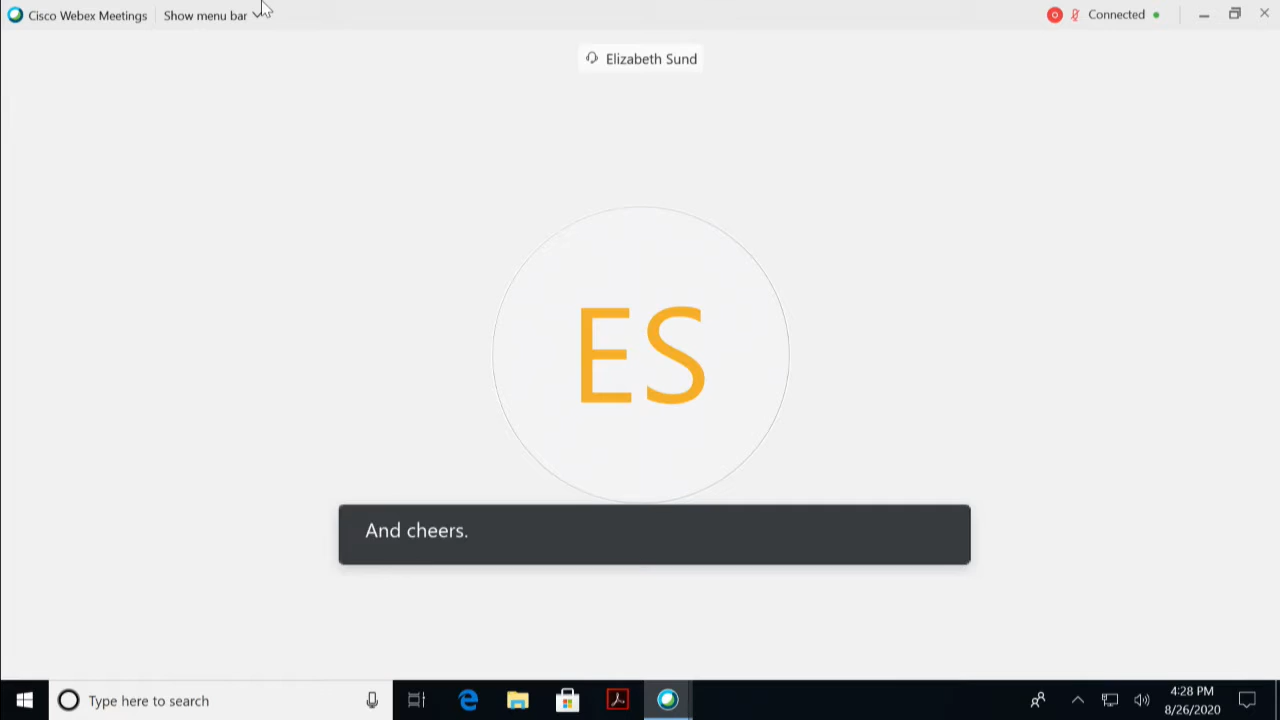 Cisco Webex Meetings
Show menu bar
Connected
Elizabeth Sund
ES
And cheers.
Type here to search
4:28 PM
8/26/2020